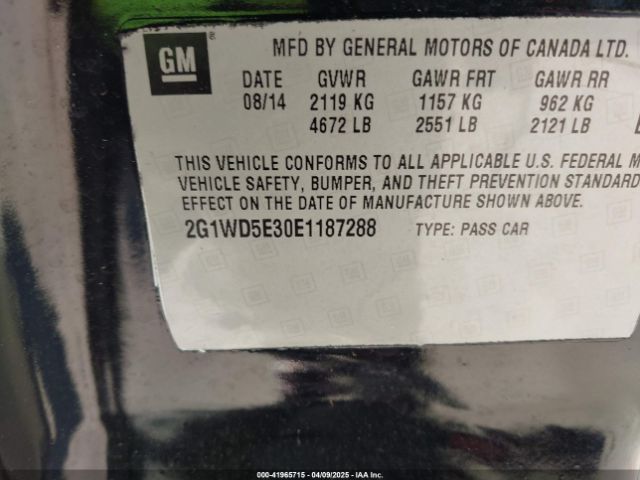 GM ® MFD BY GENERAL MOTORS OF CANADA LTD.
DATE GVWR GAWR FRT GAWR RR
08/14 2119 KG 1157 KG 962 KG
4672 LB 2551 LB 2121 LB
THIS VEHICLE CONFORMS TO ALL APPLICABLE U.S. FEDERAL M
VEHICLE SAFETY, BUMPER, AND THEFT PREVENTION STANDARD
EFFECT ON THE DATE OF MANUFACTURE SHOWN ABOVE.
2G1WD5E30E1187288 TYPE: PASS CAR
000-41965715 - 04/09/2025 - IAA Inc.